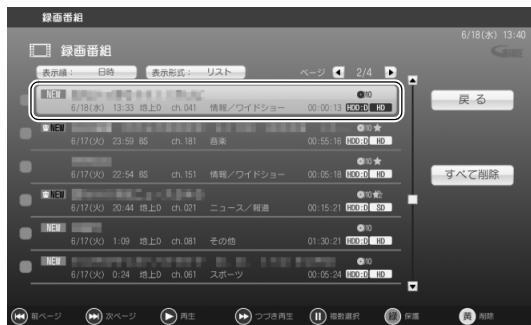 録画番組
6/18(水) 13:40
録画番組
表示順： 日時 表示形式： リスト ページ 2/4
NEW 10
6/18(水) 13:33 地上D ch.041 情報／ワイドショー 00:00:13 HDD:D HD
戻る
NEW 10
6/17(火) 23:59 BS ch.181 音楽 00:55:16 HDD:D HD
10
6/17(火) 22:54 BS ch.151 情報／ワイドショー 00:05:18 HDD:D HD
すべて削除
NEW 10
6/17(火) 20:44 地上D ch.021 ニュース／報道 00:15:21 HDD:D SD
NEW 10
6/17(火) 1:09 地上D ch.081 その他 01:30:21 HDD:D HD
NEW 10
6/17(火) 0:24 地上D ch.061 スポーツ 00:05:24 HDD:D HD
前ページ 次ページ 再生 つづき再生 複数選択 緑 保護 黄 削除